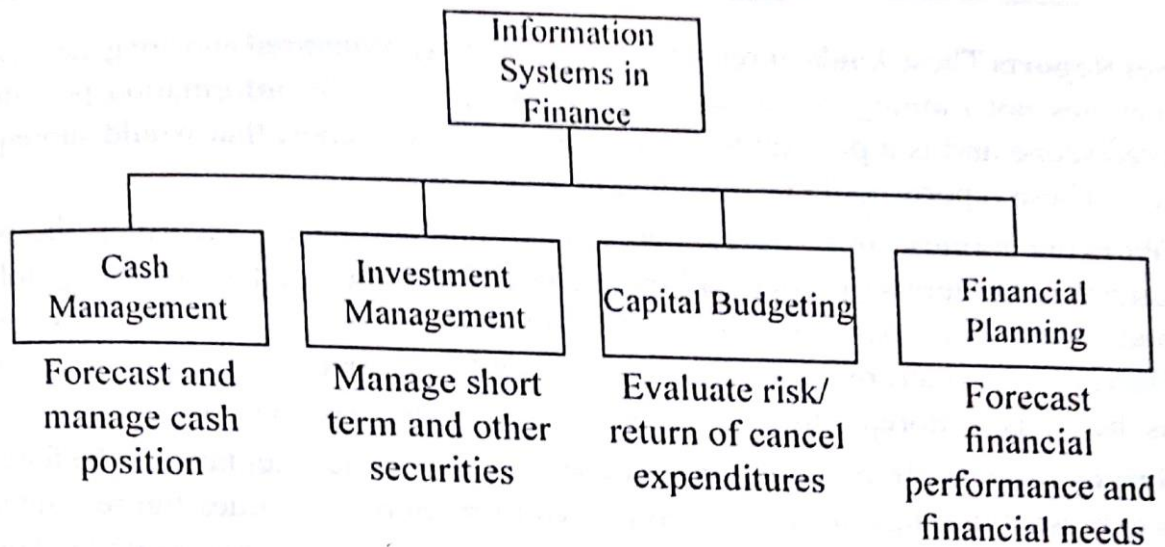 Information
Systems in
Finance
Cash
Management
Forecast and
manage cash
position
Investment
Management
Manage short
term and other
securities
Capital Budgeting
Evaluate risk/
return of cancel
expenditures
Financial
Planning
Forecast
financial
performance and
financial needs